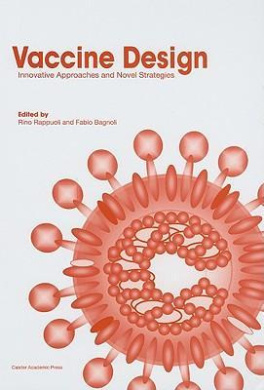 Vaccine Design
Innovative Approaches and Novel Strategies
Edited by
Rino Rappuoli and Fabio Bagnoli
Caister Academic Press